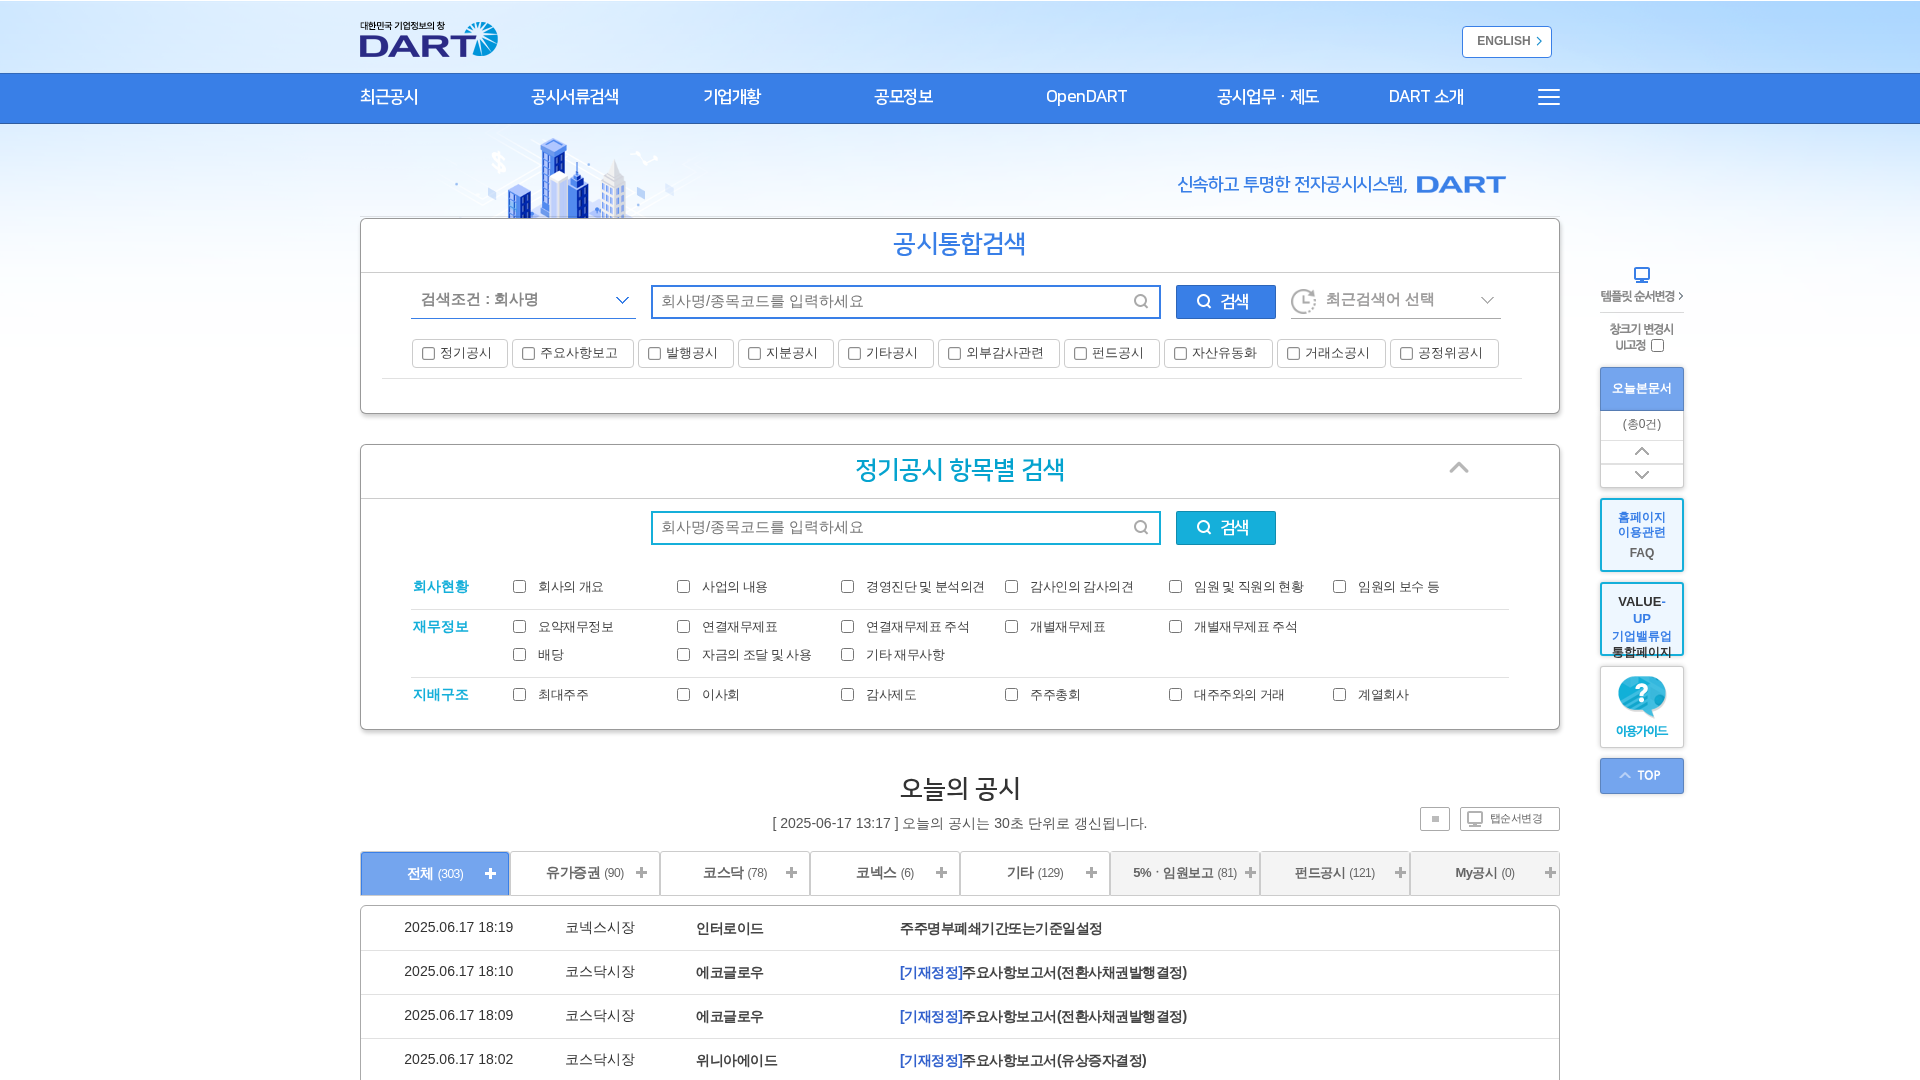 대한민국 기업정보의 창
DART
ENGLISH
최근공시 공시서류검색 기업개황 공모정보 OpenDART 공시업무 · 제도 DART 소개
신속하고 투명한 전자공시시스템, DART
공시통합검색
검색조건 : 회사명 회사명/종목코드를 입력하세요 검색 최근검색어 선택
정기공시 주요사항보고 발행공시 지분공시 기타공시 외부감사관련 펀드공시 자산유동화 거래소공시 공정위공시
정기공시 항목별 검색
회사명/종목코드를 입력하세요 검색
회사현황 회사의 개요 사업의 내용 경영진단 및 분석의견 감사인의 감사의견 임원 및 직원의 현황 임원의 보수 등
재무정보 요약재무정보 연결재무제표 연결재무제표 주석 개별재무제표 개별재무제표 주석
배당 자금의 조달 및 사용 기타 재무사항
지배구조 최대주주 이사회 감사제도 주주총회 대주주와의 거래 계열회사
오늘의 공시
[ 2025-06-17 13:17 ] 오늘의 공시는 30초 단위로 갱신됩니다.
탭순서변경
전체 (303) 유가증권 (90) 코스닥 (78) 코넥스 (6) 기타 (129) 5%ㆍ임원보고 (81) 펀드공시 (121) My공시 (0)
2025.06.17 18:19 코넥스시장 인터로이드 주주명부폐쇄기간또는기준일설정
2025.06.17 18:10 코스닥시장 에코글로우 [기재정정]주요사항보고서(전환사채권발행결정)
2025.06.17 18:09 코스닥시장 에코글로우 [기재정정]주요사항보고서(전환사채권발행결정)
2025.06.17 18:02 코스닥시장 위니아에이드 [기재정정]주요사항보고서(유상증자결정)
템플릿 순서변경
창크기 변경시
UI고정
오늘본문서
(총0건)
홈페이지
이용관련
FAQ
VALUE-
UP
기업밸류업
통합페이지
?
이용가이드
TOP